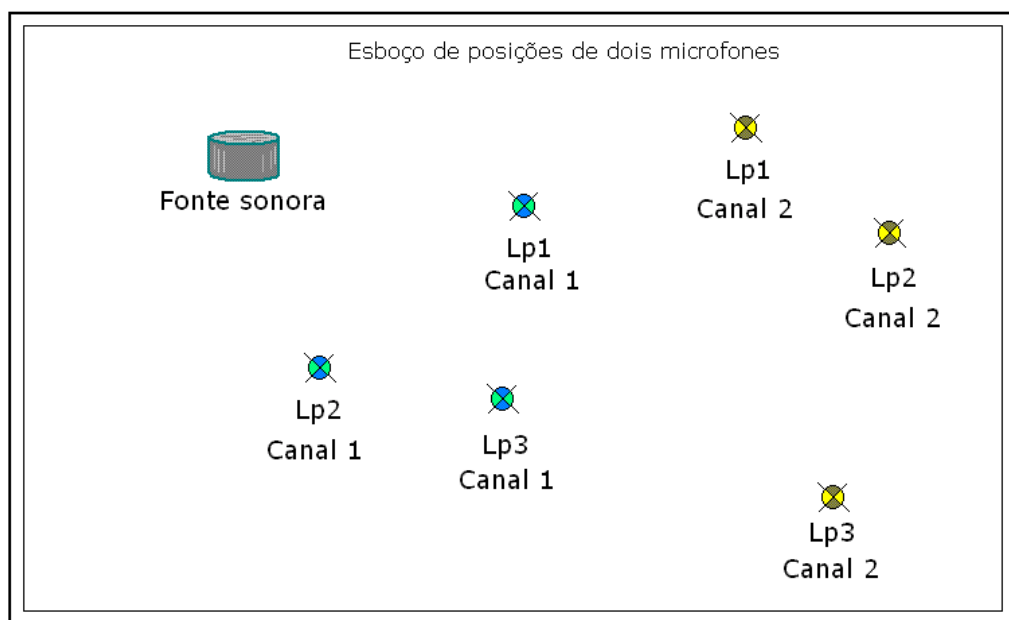 Esboço de posições de dois microfones
Fonte sonora
Lp1
Canal 2
Lp1
Canal 1
Lp2
Canal 2
Lp2
Canal 1
Lp3
Canal 1
Lp3
Canal 2